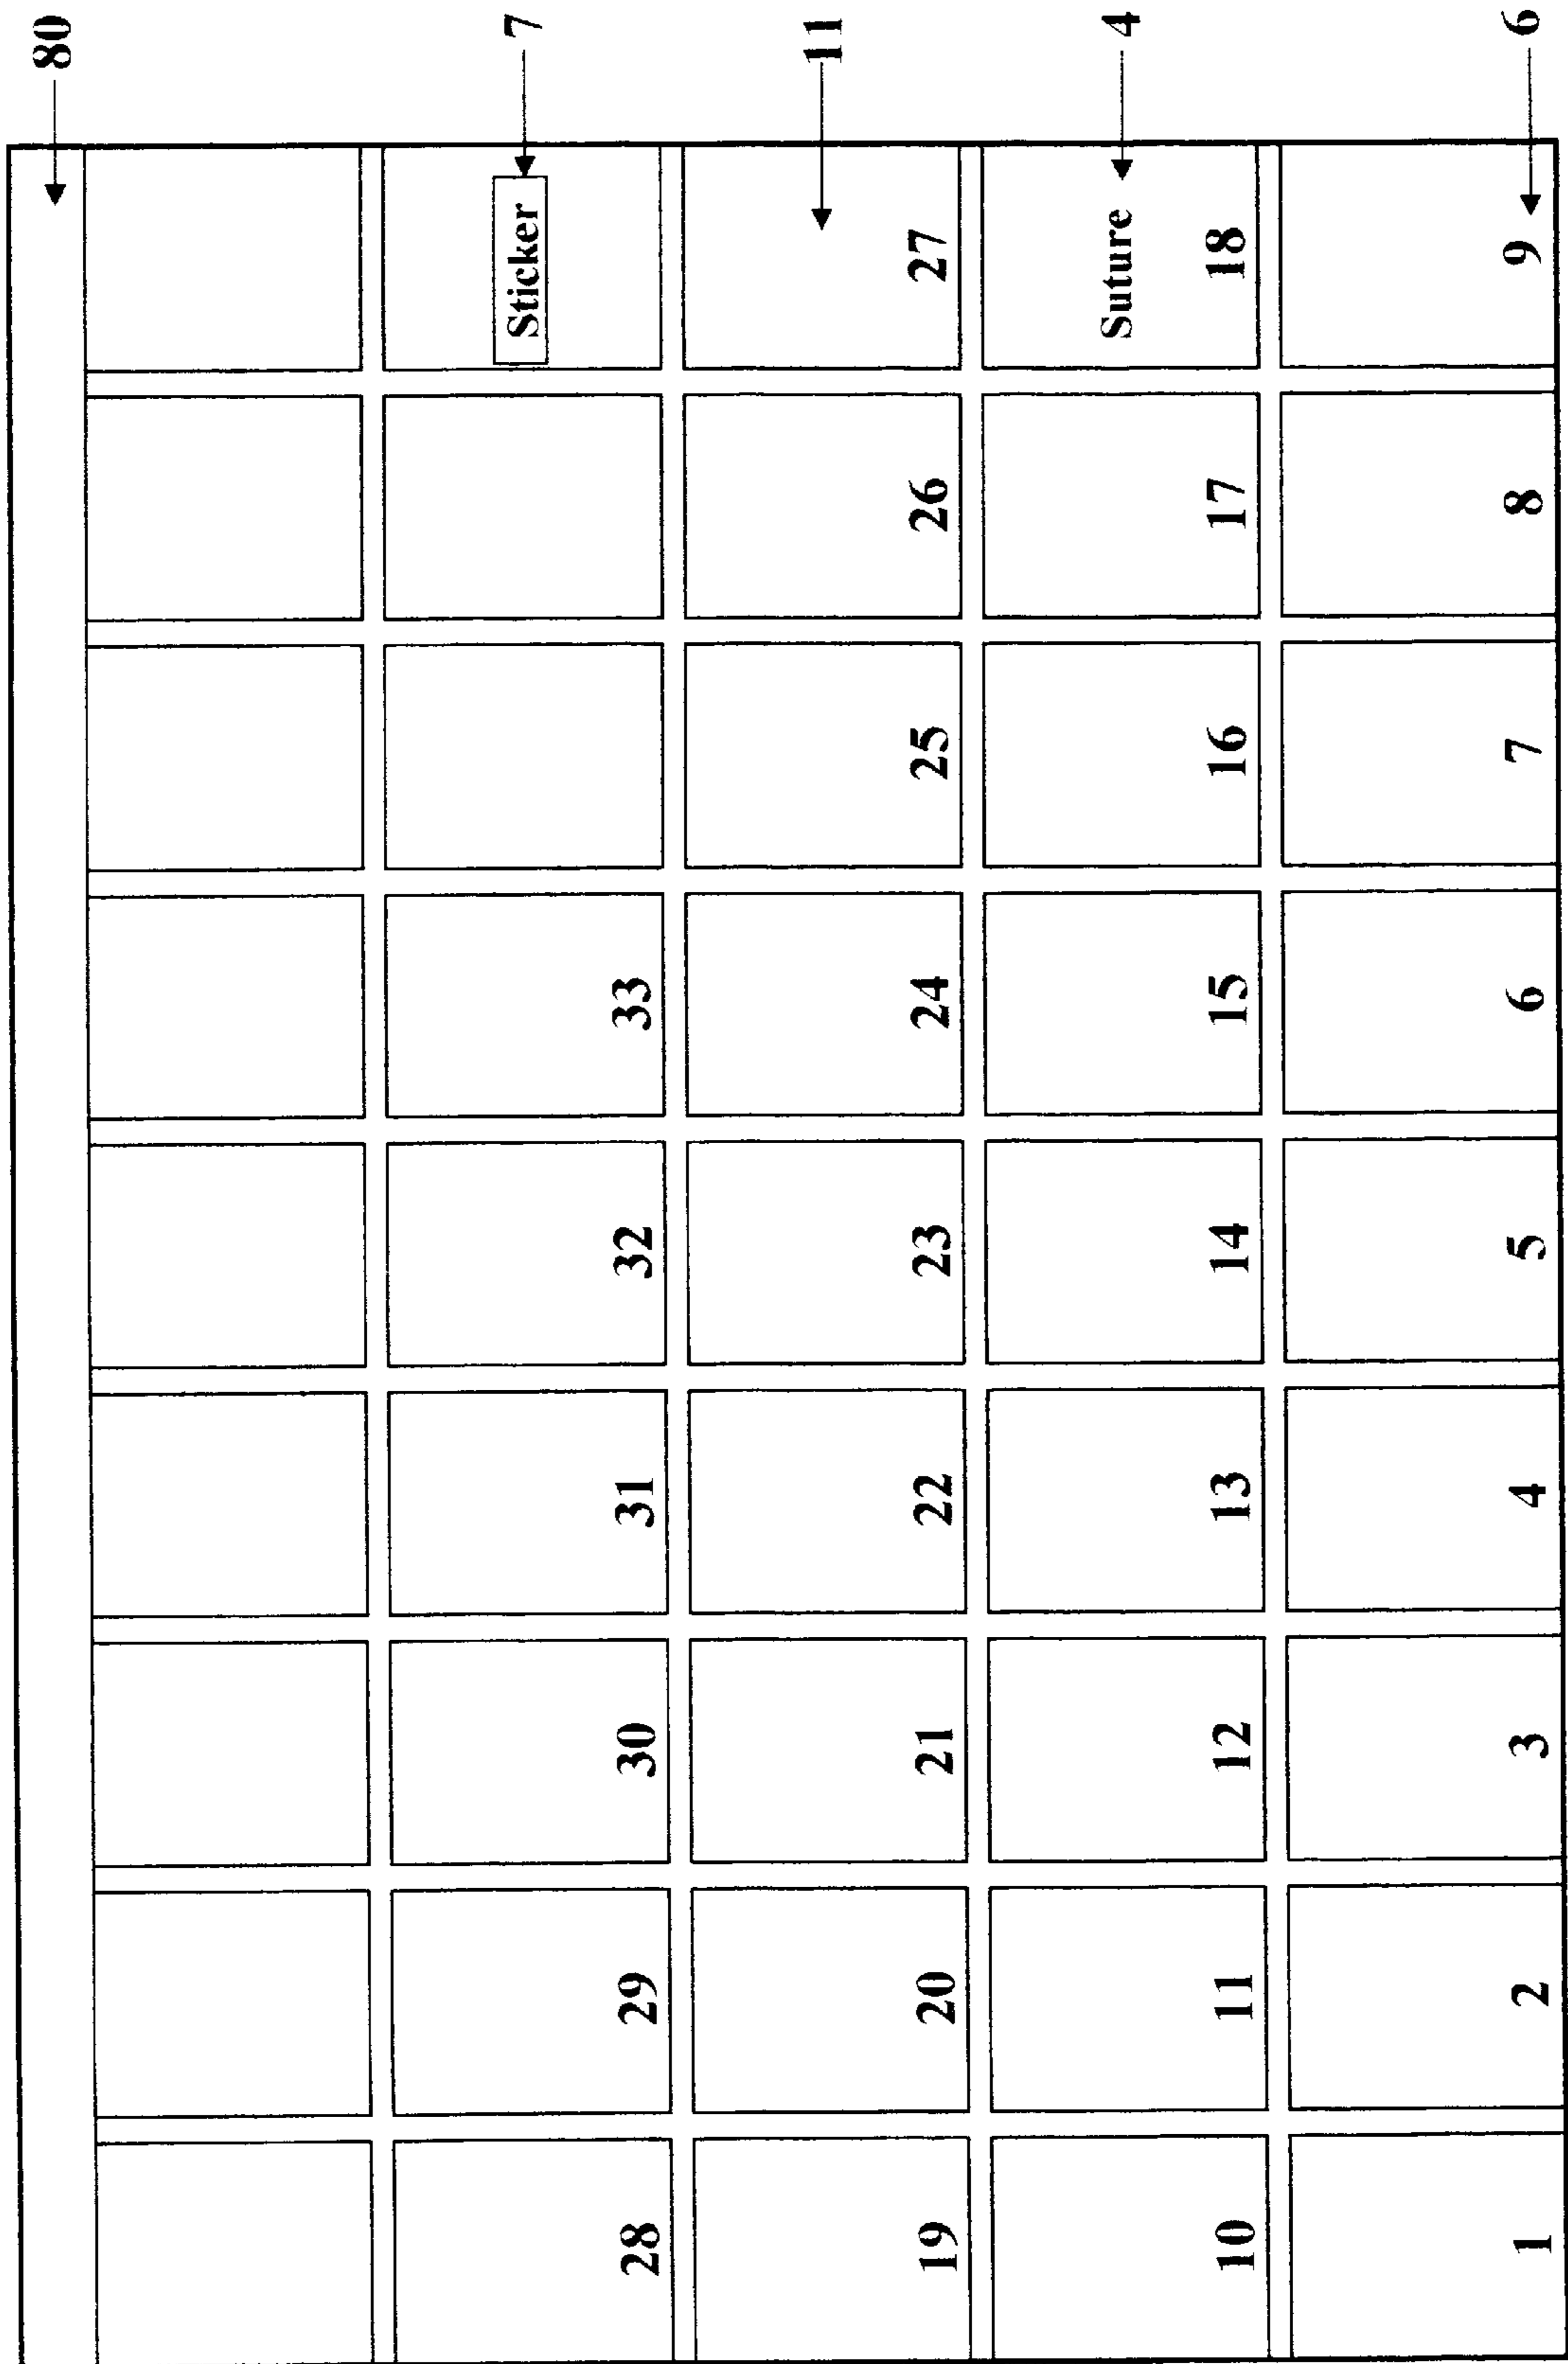 80
Sticker 7
28 29 30 31 32 33
11
19 20 21 22 23 24 25 26 27
Suture 4
10 11 12 13 14 15 16 17 18
1 2 3 4 5 6 7 8 9 6